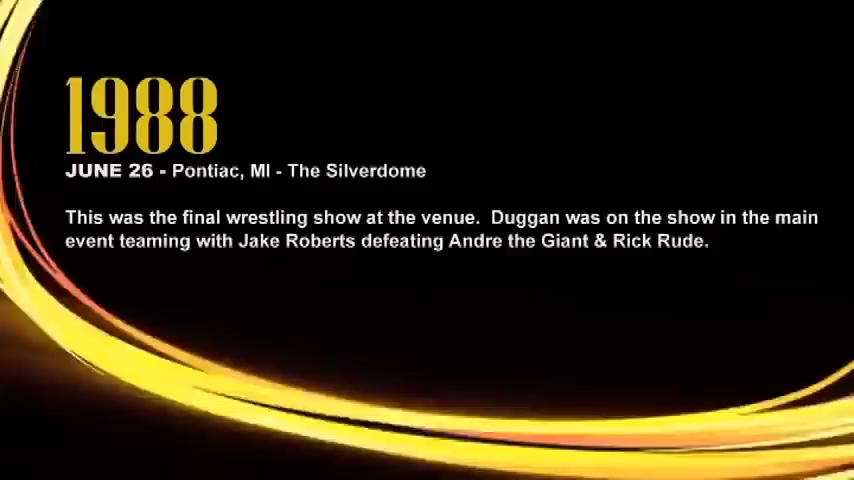 1988
JUNE 26 - Pontiac, MI - The Silverdome
This was the final wrestling show at the venue.  Duggan was on the show in the main
event teaming with Jake Roberts defeating Andre the Giant & Rick Rude.